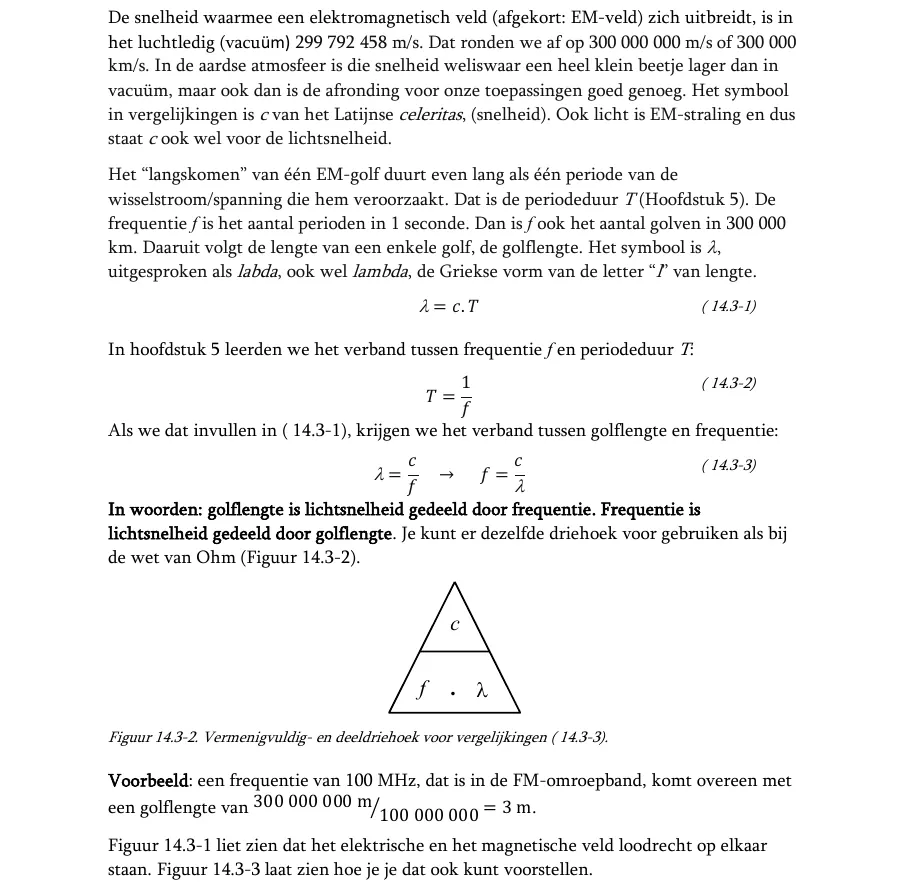 De snelheid waarmee een elektromagnetisch veld (afgekort: EM-veld) zich uitbreidt, is in
het luchtledig (vacuüm) 299 792 458 m/s. Dat ronden we af op 300 000 000 m/s of 300 000
km/s. In de aardse atmosfeer is die snelheid weliswaar een heel klein beetje lager dan in
vacuüm, maar ook dan is de afronding voor onze toepassingen goed genoeg. Het symbool
in vergelijkingen is c van het Latijnse celeritas, (snelheid). Ook licht is EM-straling en dus
staat c ook wel voor de lichtsnelheid.
Het “langskomen” van één EM-golf duurt even lang als één periode van de
wisselstroom/spanning die hem veroorzaakt. Dat is de periodeduur T (Hoofdstuk 5). De
frequentie f is het aantal perioden in 1 seconde. Dan is f ook het aantal golven in 300 000
km. Daaruit volgt de lengte van een enkele golf, de golflengte. Het symbool is λ,
uitgesproken als labda, ook wel lambda, de Griekse vorm van de letter “l” van lengte.
λ = c. T ( 14.3-1)
In hoofdstuk 5 leerden we het verband tussen frequentie f en periodeduur T:
T = 1/f ( 14.3-2)
Als we dat invullen in ( 14.3-1), krijgen we het verband tussen golflengte en frequentie:
λ = c/f → f = c/λ ( 14.3-3)
In woorden: golflengte is lichtsnelheid gedeeld door frequentie. Frequentie is
lichtsnelheid gedeeld door golflengte. Je kunt er dezelfde driehoek voor gebruiken als bij
de wet van Ohm (Figuur 14.3-2).
c
f . λ
Figuur 14.3-2. Vermenigvuldig- en deeldriehoek voor vergelijkingen ( 14.3-3).
Voorbeeld: een frequentie van 100 MHz, dat is in de FM-omroepband, komt overeen met
een golflengte van 300 000 000 m/100 000 000 = 3 m.
Figuur 14.3-1 liet zien dat het elektrische en het magnetische veld loodrecht op elkaar
staan. Figuur 14.3-3 laat zien hoe je je dat ook kunt voorstellen.